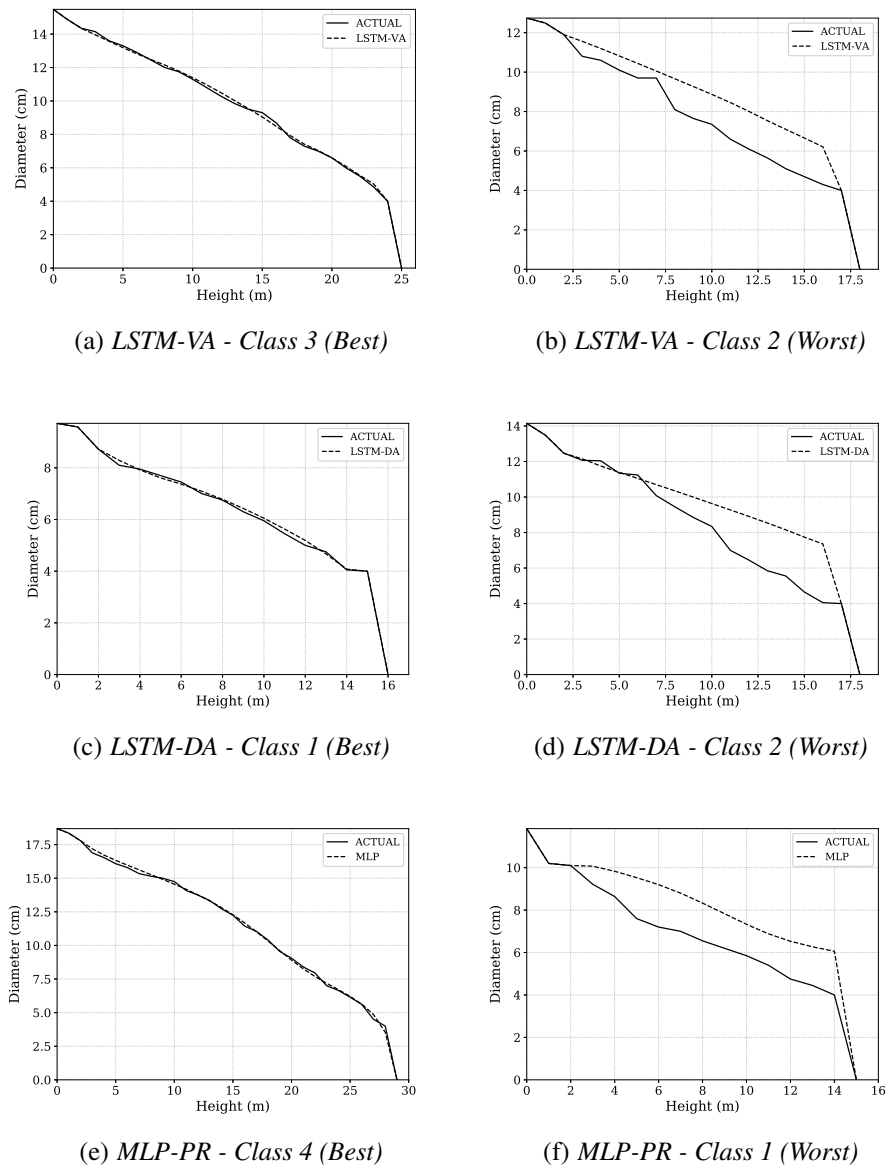 14
12
10
8
6
4
2
0
0 5 10 15 20 25
Diameter (cm)
Height (m)
ACTUAL
LSTM-VA
(a) LSTM-VA - Class 3 (Best)
12
10
8
6
4
2
0
0.0 2.5 5.0 7.5 10.0 12.5 15.0 17.5
Diameter (cm)
Height (m)
ACTUAL
LSTM-VA
(b) LSTM-VA - Class 2 (Worst)
8
6
4
2
0
0 2 4 6 8 10 12 14 16
Diameter (cm)
Height (m)
ACTUAL
LSTM-DA
(c) LSTM-DA - Class 1 (Best)
14
12
10
8
6
4
2
0
0.0 2.5 5.0 7.5 10.0 12.5 15.0 17.5
Diameter (cm)
Height (m)
ACTUAL
LSTM-DA
(d) LSTM-DA - Class 2 (Worst)
17.5
15.0
12.5
10.0
7.5
5.0
2.5
0.0
0 5 10 15 20 25 30
Diameter (cm)
Height (m)
ACTUAL
MLP
(e) MLP-PR - Class 4 (Best)
10
8
6
4
2
0
0 2 4 6 8 10 12 14 16
Diameter (cm)
Height (m)
ACTUAL
MLP
(f) MLP-PR - Class 1 (Worst)